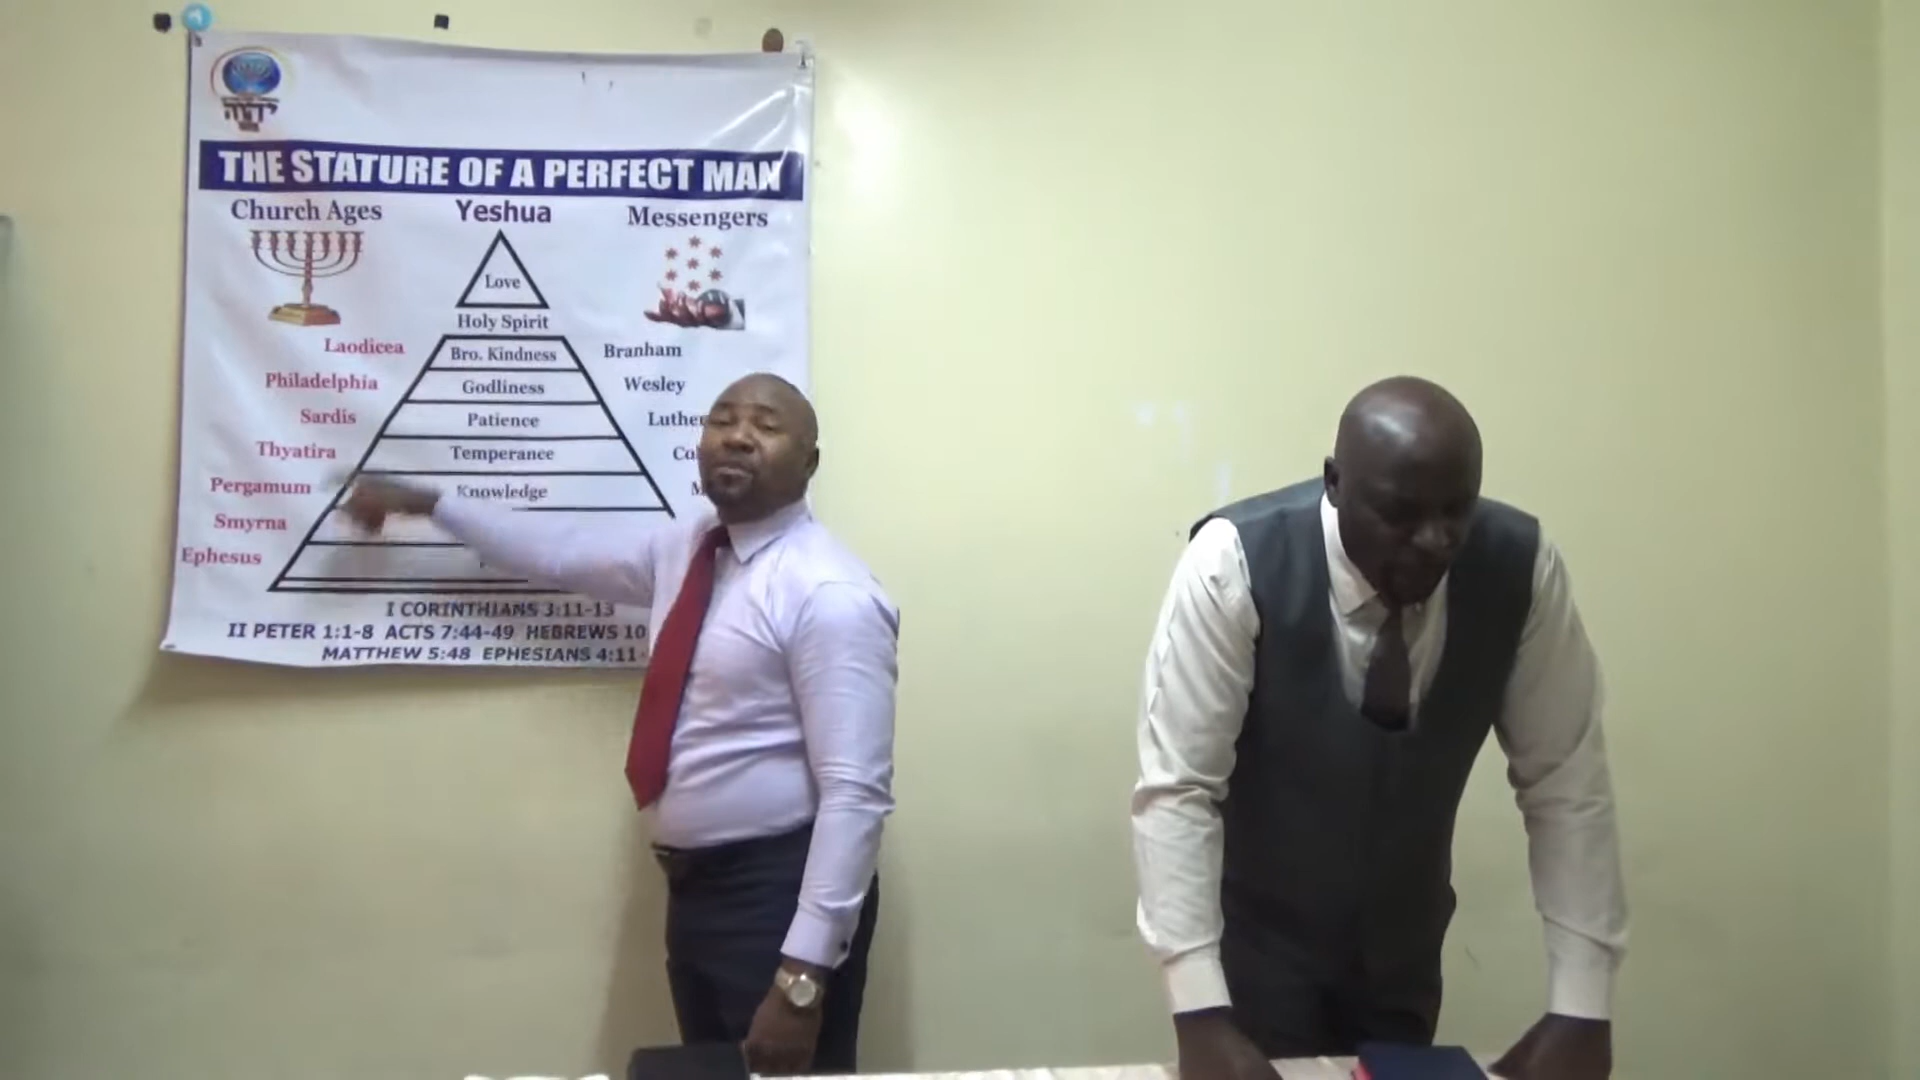 יהוה
THE STATURE OF A PERFECT MAN
Church Ages
Yeshua
Messengers
Love
Holy Spirit
Laodicea
Bro. Kindness
Branham
Philadelphia
Godliness
Wesley
Sardis
Patience
Luther
Thyatira
Temperance
Pergamum
Knowledge
Smyrna
Ephesus
I CORINTHIANS 3:11-13
II PETER 1:1-8 ACTS 7:44-49 HEBREWS 10
MATTHEW 5:48 EPHESIANS 4:11